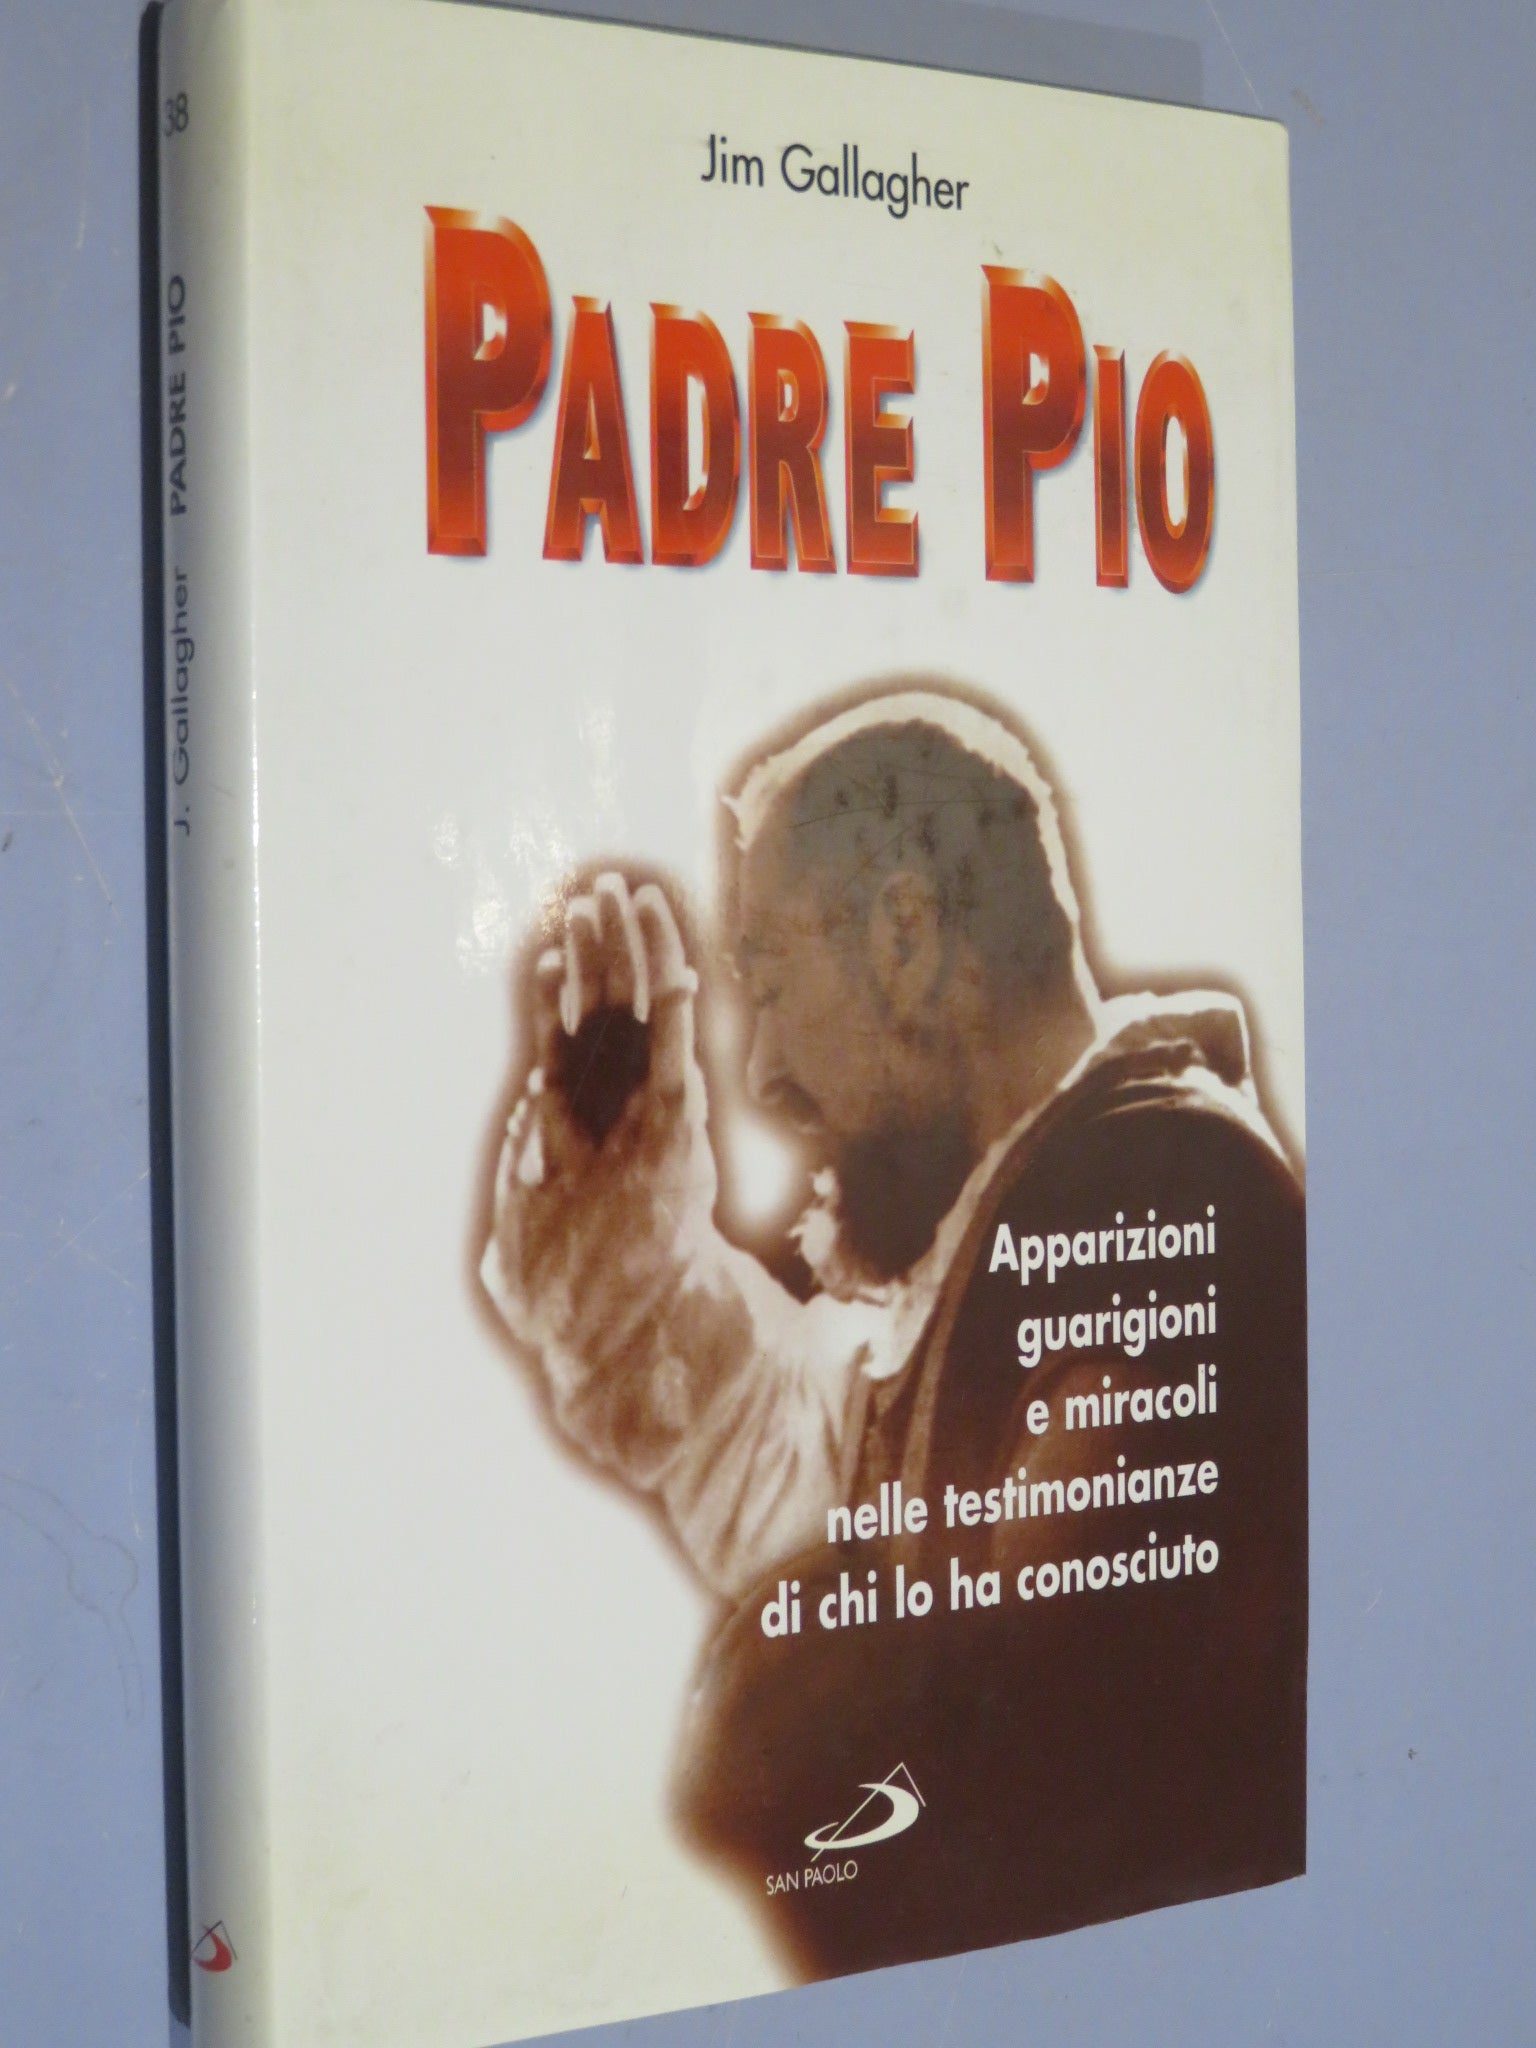 Jim Gallagher
PADRE PIO
Apparizioni
guarigioni
e miracoli
nelle testimonianze
di chi lo ha conosciuto
SAN PAOLO
38
J. Gallagher PADRE PIO